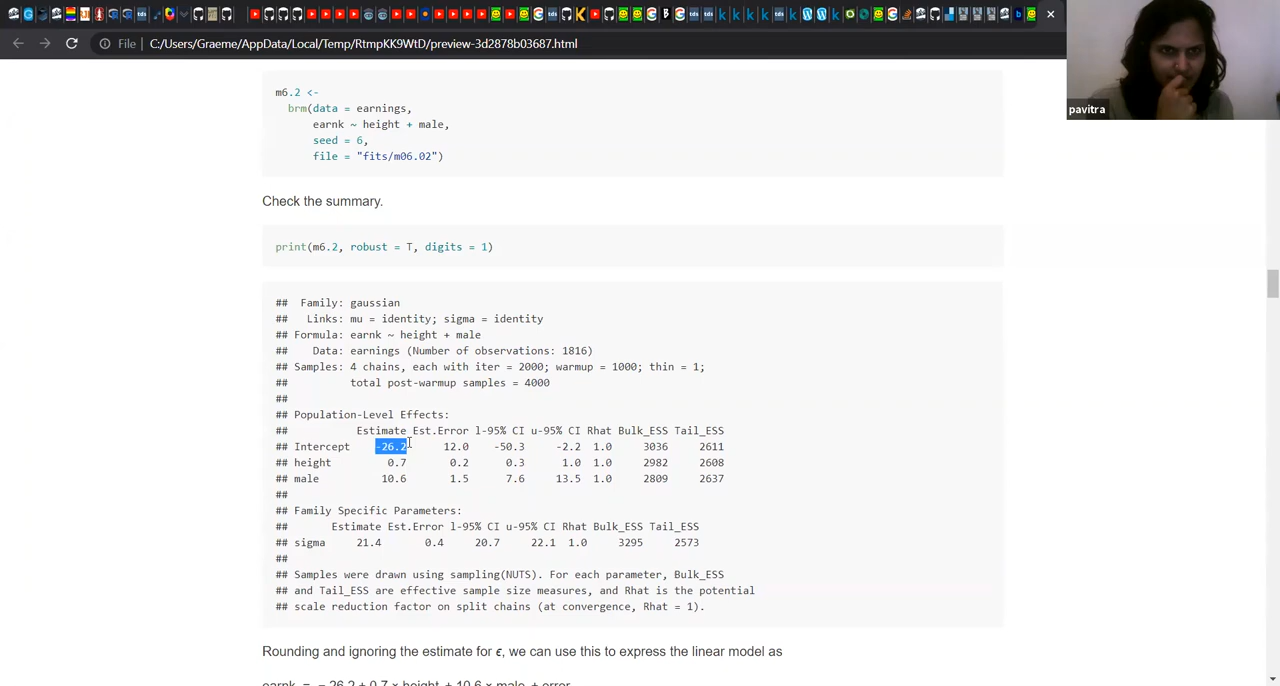 File | C:/Users/Graeme/AppData/Local/Temp/RtmpKK9WtD/preview-3d2878b03687.html
pavitra
m6.2 <-
brm(data = earnings,
earnk ~ height + male,
seed = 6,
file = "fits/m06.02")
Check the summary.
print(m6.2, robust = T, digits = 1)
##  Family: gaussian
##   Links: mu = identity; sigma = identity
## Formula: earnk ~ height + male
##    Data: earnings (Number of observations: 1816)
## Samples: 4 chains, each with iter = 2000; warmup = 1000; thin = 1;
##          total post-warmup samples = 4000
##
## Population-Level Effects:
##           Estimate Est.Error l-95% CI u-95% CI Rhat Bulk_ESS Tail_ESS
## Intercept    -26.2      12.0    -50.3     -2.2  1.0     3036     2611
## height         0.7       0.2      0.3      1.0  1.0     2982     2608
## male          10.6       1.5      7.6     13.5  1.0     2809     2637
##
## Family Specific Parameters:
##       Estimate Est.Error l-95% CI u-95% CI Rhat Bulk_ESS Tail_ESS
## sigma     21.4       0.4     20.7     22.1  1.0     3295     2573
##
## Samples were drawn using sampling(NUTS). For each parameter, Bulk_ESS
## and Tail_ESS are effective sample size measures, and Rhat is the potential
## scale reduction factor on split chains (at convergence, Rhat = 1).
Rounding and ignoring the estimate for ϵ, we can use this to express the linear model as
earnk = − 26.2 + 0.7 × height + 10.6 × male + error